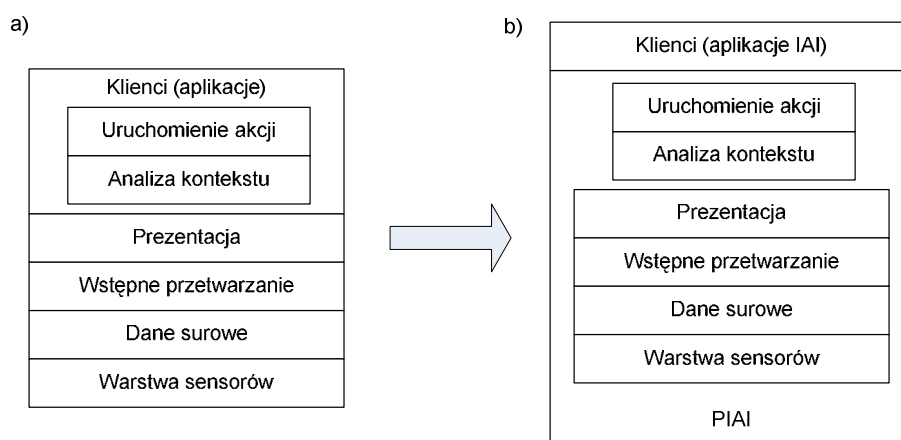 a)
Klienci (aplikacje)
Uruchomienie akcji
Analiza kontekstu
Prezentacja
Wstępne przetwarzanie
Dane surowe
Warstwa sensorów
b)
Klienci (aplikacje IAI)
Uruchomienie akcji
Analiza kontekstu
Prezentacja
Wstępne przetwarzanie
Dane surowe
Warstwa sensorów
PIAI